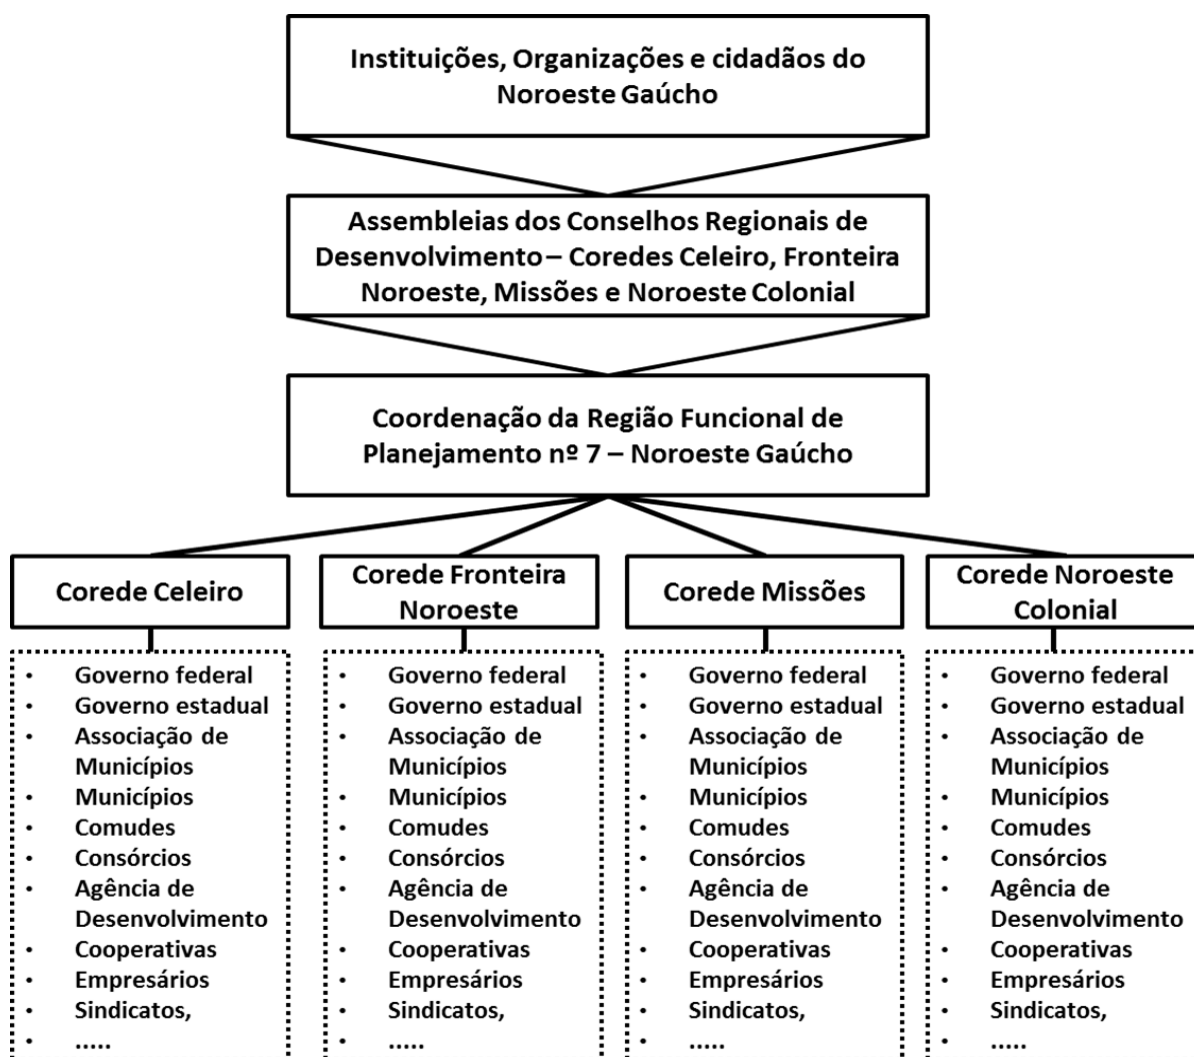 Instituições, Organizações e cidadãos do
Noroeste Gaúcho
Assembleias dos Conselhos Regionais de
Desenvolvimento – Coredes Celeiro, Fronteira
Noroeste, Missões e Noroeste Colonial
Coordenação da Região Funcional de
Planejamento nº 7 – Noroeste Gaúcho
Corede Celeiro
• Governo federal
• Governo estadual
• Associação de
Municípios
• Municípios
• Comudes
• Consórcios
• Agência de
Desenvolvimento
• Cooperativas
• Empresários
• Sindicatos,
• .....
Corede Fronteira
Noroeste
• Governo federal
• Governo estadual
• Associação de
Municípios
• Municípios
• Comudes
• Consórcios
• Agência de
Desenvolvimento
• Cooperativas
• Empresários
• Sindicatos,
• .....
Corede Missões
• Governo federal
• Governo estadual
• Associação de
Municípios
• Municípios
• Comudes
• Consórcios
• Agência de
Desenvolvimento
• Cooperativas
• Empresários
• Sindicatos,
• .....
Corede Noroeste
Colonial
• Governo federal
• Governo estadual
• Associação de
Municípios
• Municípios
• Comudes
• Consórcios
• Agência de
Desenvolvimento
• Cooperativas
• Empresários
• Sindicatos,
• .....